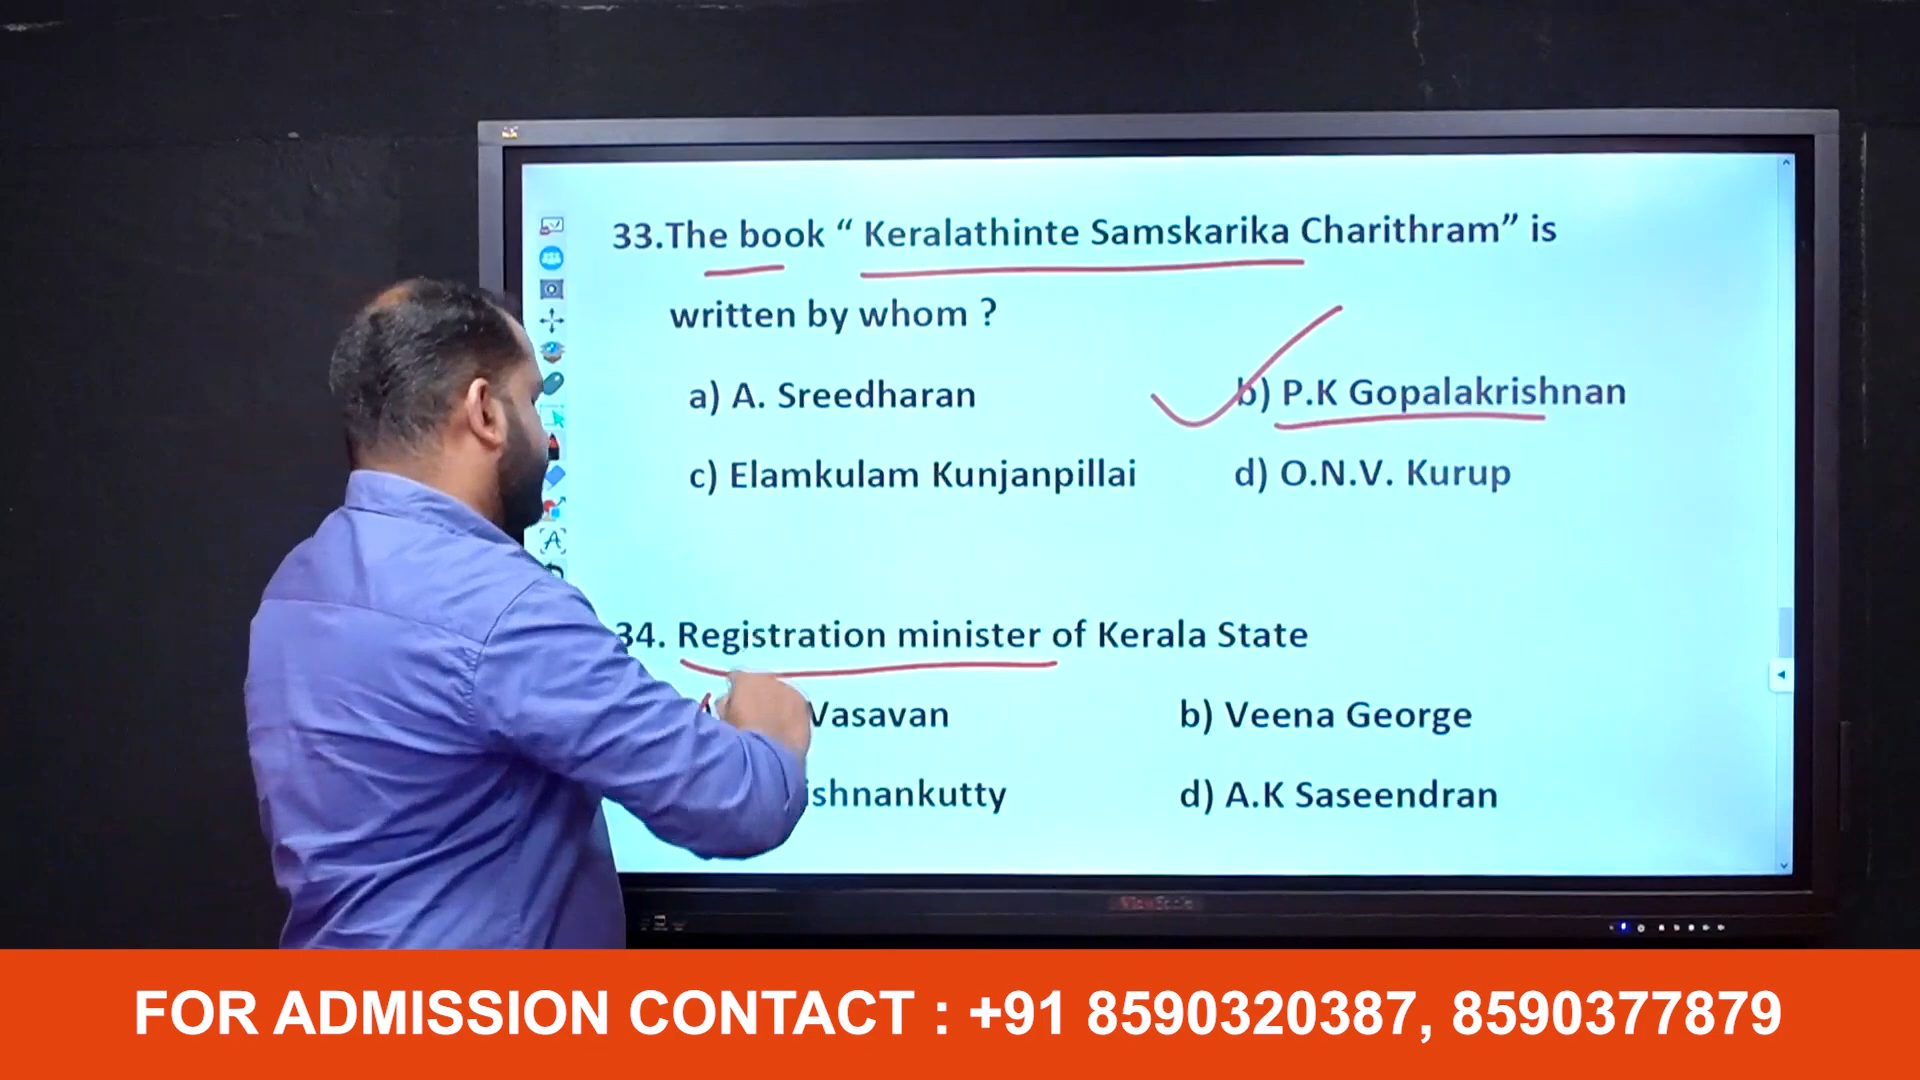 33.The book “ Keralathinte Samskarika Charithram” is
written by whom ?
a) A. Sreedharan
b) P.K Gopalakrishnan
c) Elamkulam Kunjanpillai
d) O.N.V. Kurup
34. Registration minister of Kerala State
Vasavan
b) Veena George
ishnankutty
d) A.K Saseendran
ViewSonic
FOR ADMISSION CONTACT : +91 8590320387, 8590377879